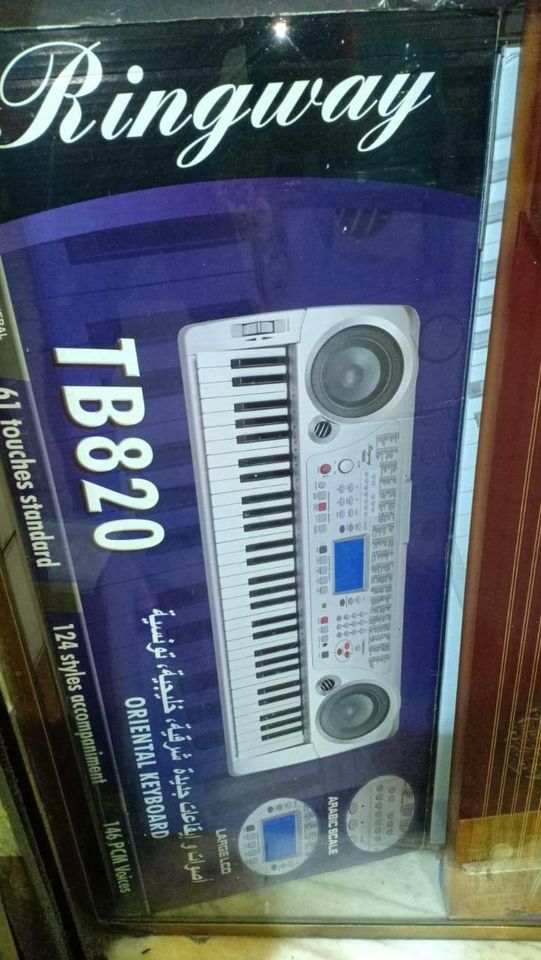 Ringway
TB820
أصوات و إيقاعات جديدة شرقية، خليجية، تونسية
ORIENTAL KEYBOARD
ARABIC SCALE
LARGE LCD
61 touches standard
124 styles accompaniment
146 PCM Voices